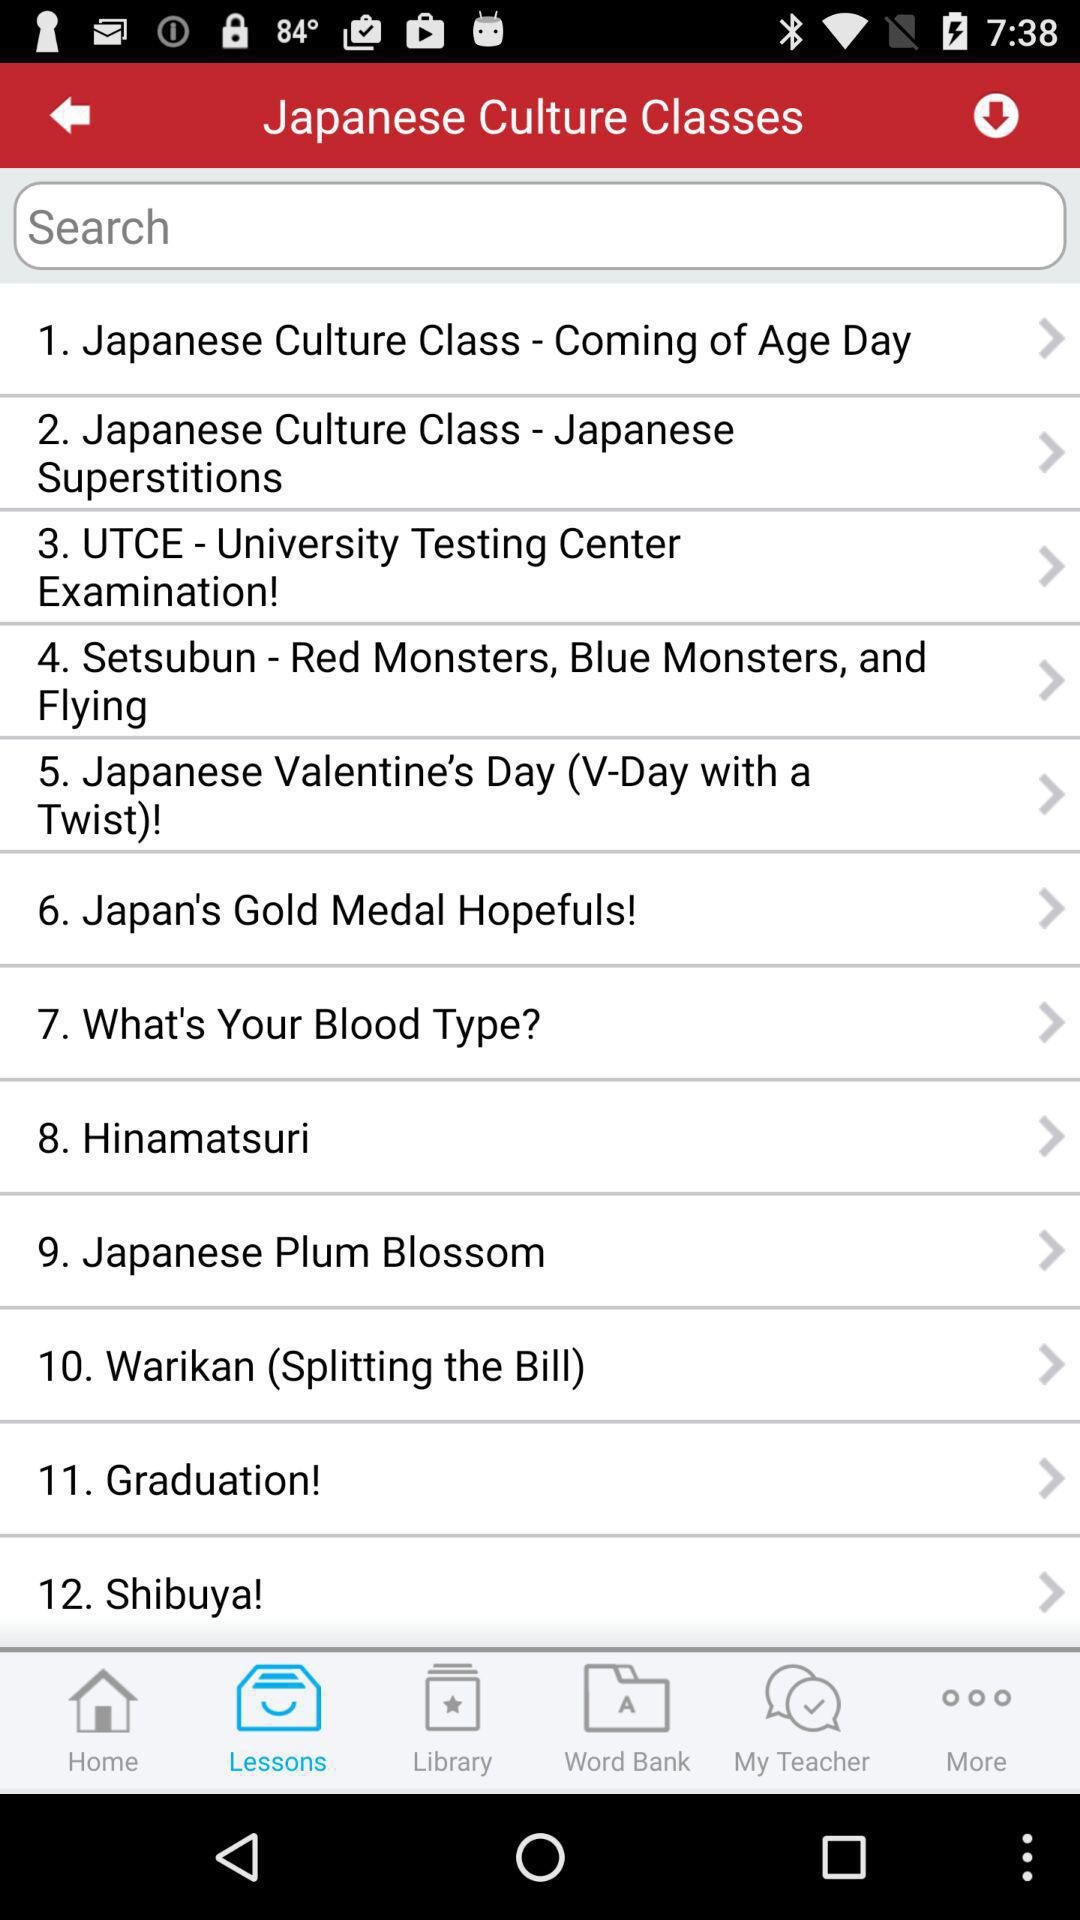 84° 7:38
Japanese Culture Classes
Search
1. Japanese Culture Class - Coming of Age Day
2. Japanese Culture Class - Japanese
Superstitions
3. UTCE - University Testing Center
Examination!
4. Setsubun - Red Monsters, Blue Monsters, and
Flying
5. Japanese Valentine’s Day (V-Day with a
Twist)!
6. Japan's Gold Medal Hopefuls!
7. What's Your Blood Type?
8. Hinamatsuri
9. Japanese Plum Blossom
10. Warikan (Splitting the Bill)
11. Graduation!
12. Shibuya!
A
Home Lessons Library Word Bank My Teacher More